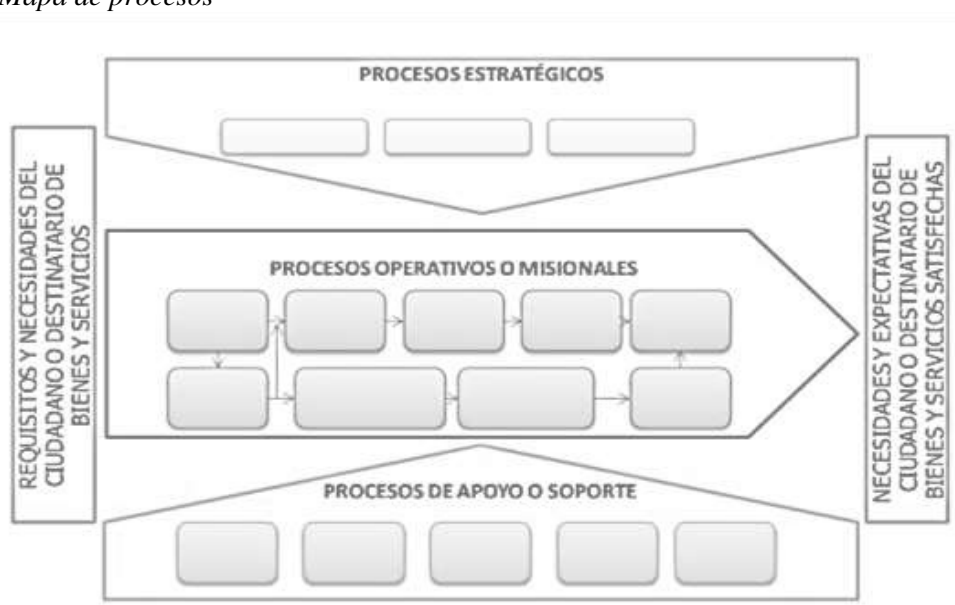 Mapa de procesos
PROCESOS ESTRATÉGICOS
REQUISITOS Y NECESIDADES DEL
CIUDADANO O DESTINATARIO DE
BIENES Y SERVICIOS
PROCESOS OPERATIVOS O MISIONALES
PROCESOS DE APOYO O SOPORTE
NECESIDADES Y EXPECTATIVAS DEL
CIUDADANO O DESTINATARIO DE
BIENES Y SERVICIOS SATISFECHAS